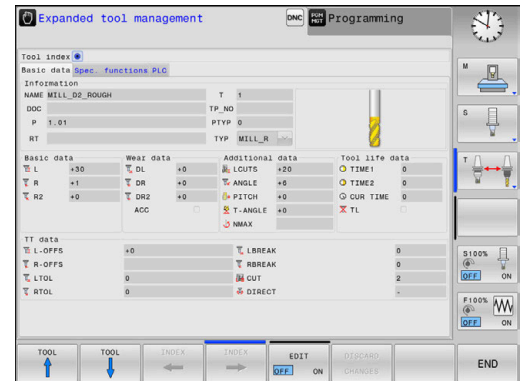 Expanded tool management DNC PGM MGT Programming
Tool index
Basic data Spec. functions PLC
Information
NAME MILL_D2_ROUGH T 1
DOC TP_NO
P 1.01 PTYP 0
RT TYP MILL_R
Basic data Wear data Additional data Tool life data
L +30 DL +0 LCUTS +20 TIME1 0
R +1 DR +0 ANGLE +6 TIME2 0
R2 +0 DR2 +0 PITCH +0 CUR TIME 0
ACC T-ANGLE +0 TL
NMAX
TT data
L-OFFS +0 LBREAK 0
R-OFFS RBREAK 0
LTOL 0 CUT 2
RTOL 0 DIRECT -
M
S
T
S100%
OFF ON
F100%
OFF ON
TOOL TOOL INDEX INDEX EDIT DISCARD END
OFF ON CHANGES